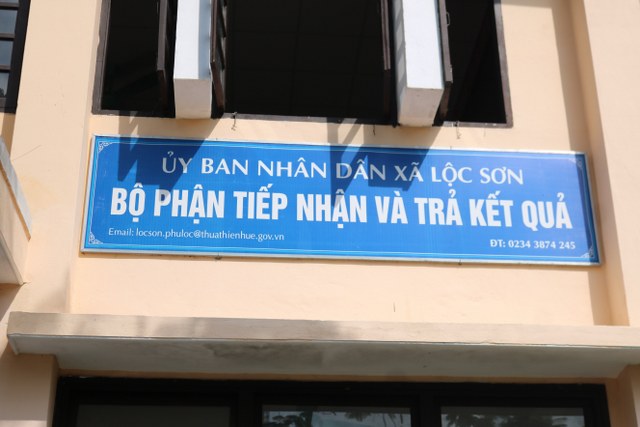 ỦY BAN NHÂN DÂN XÃ LỘC SƠN
BỘ PHẬN TIẾP NHẬN VÀ TRẢ KẾT QUẢ
Email: locson.phuloc@thuathienhue.gov.vn
ĐT: 0234 3874 245